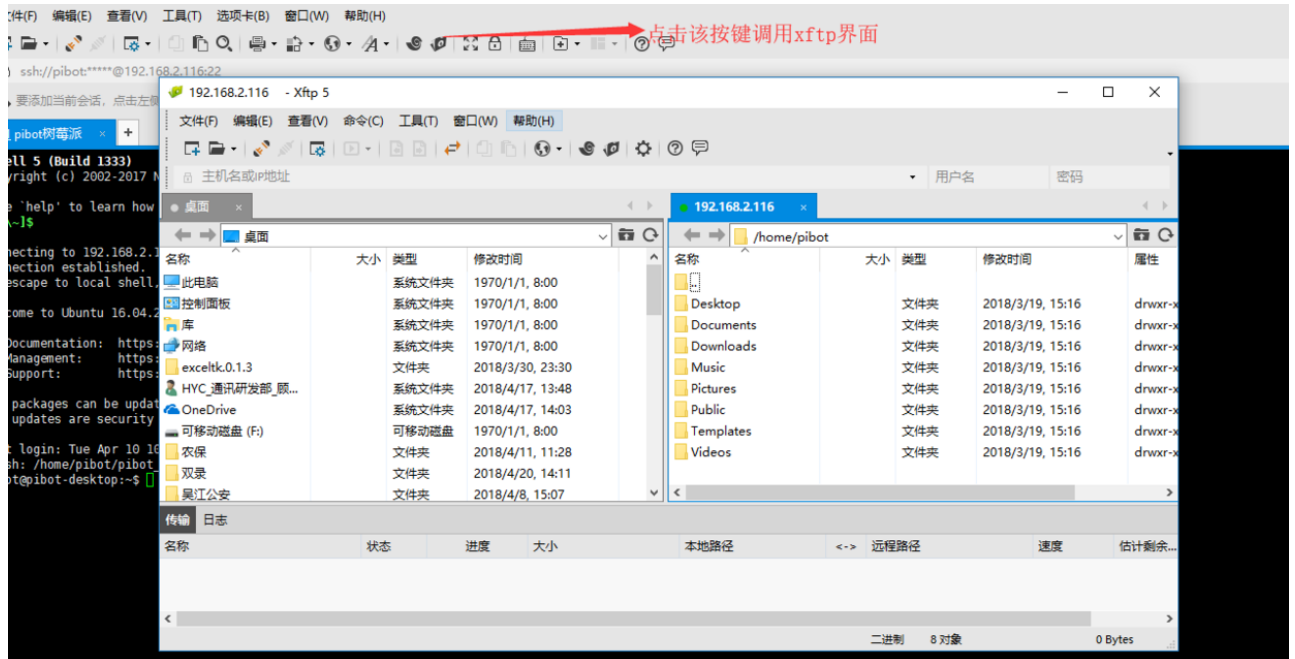 件(F) 编辑(E) 查看(V) 工具(T) 选项卡(B) 窗口(W) 帮助(H)
点击该按键调用xftp界面
ssh://pibot:*****@192.168.2.116:22
要添加当前会话，点击左侧
192.168.2.116 - Xftp 5
文件(F) 编辑(E) 查看(V) 命令(C) 工具(T) 窗口(W) 帮助(H)
pibot树莓派 × +
主机名或IP地址 用户名 密码
桌面 × 192.168.2.116 ×
桌面 /home/pibot
名称 大小 类型 修改时间
此电脑 系统文件夹 1970/1/1, 8:00
控制面板 系统文件夹 1970/1/1, 8:00
库 系统文件夹 1970/1/1, 8:00
网络 系统文件夹 1970/1/1, 8:00
exceltk.0.1.3 文件夹 2018/3/30, 23:30
HYC_通讯研发部_顾... 系统文件夹 2018/4/17, 13:48
OneDrive 系统文件夹 2018/4/17, 14:03
可移动磁盘 (F:) 可移动磁盘 1970/1/1, 8:00
农保 文件夹 2018/4/11, 11:28
双录 文件夹 2018/4/20, 14:11
吴江公安 文件夹 2018/4/8, 15:07
名称 大小 类型 修改时间 属性
..
Desktop 文件夹 2018/3/19, 15:16 drwxr-x
Documents 文件夹 2018/3/19, 15:16 drwxr-x
Downloads 文件夹 2018/3/19, 15:16 drwxr-x
Music 文件夹 2018/3/19, 15:16 drwxr-x
Pictures 文件夹 2018/3/19, 15:16 drwxr-x
Public 文件夹 2018/3/19, 15:16 drwxr-x
Templates 文件夹 2018/3/19, 15:16 drwxr-x
Videos 文件夹 2018/3/19, 15:16 drwxr-x
ell 5 (Build 1333)
yright (c) 2002-2017 N
e `help' to learn how
\~]$
necting to 192.168.2.1
nection established.
escape to local shell,
come to Ubuntu 16.04.2
Documentation: https:
Management: https:
Support: https:
packages can be updat
updates are security
t login: Tue Apr 10 10
sh: /home/pibot/pibot_
ot@pibot-desktop:~$
传输 日志
名称 状态 进度 大小 本地路径 <-> 远程路径 速度 估计剩余...
二进制 8 对象 0 Bytes